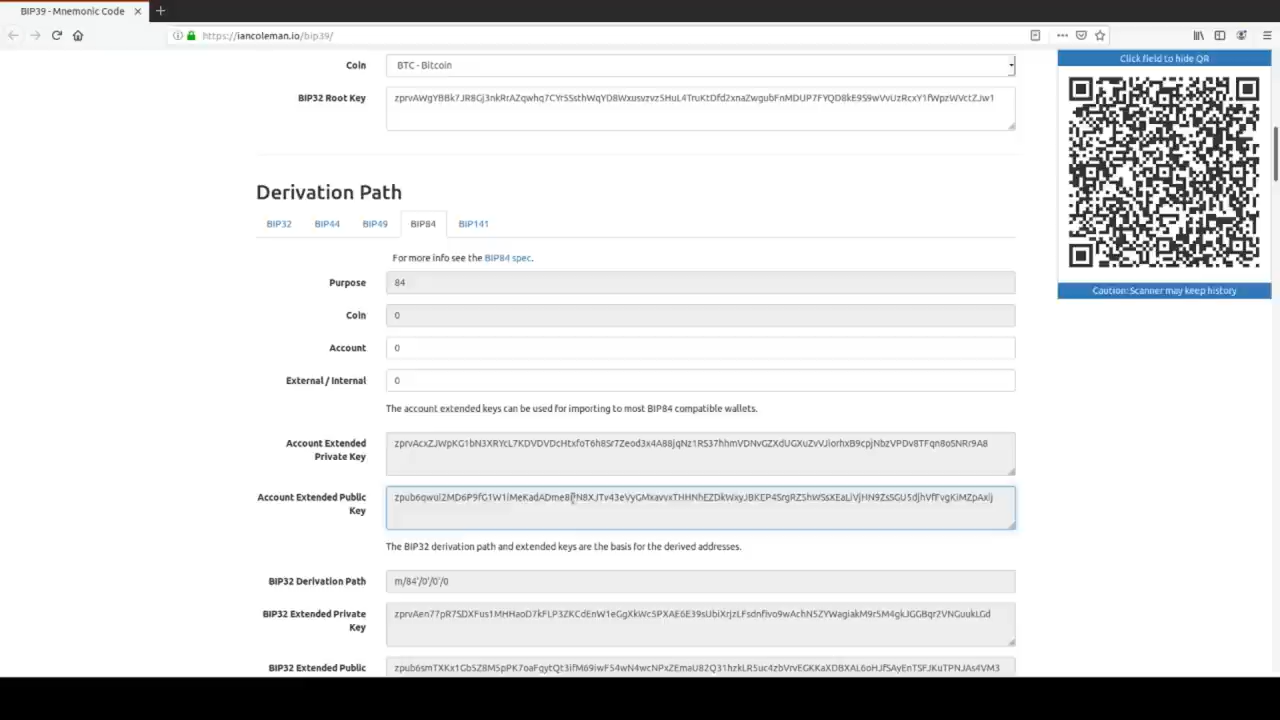 BIP39 - Mnemonic Code
https://iancoleman.io/bip39/
Coin
BTC - Bitcoin
BIP32 Root Key
Click field to hide QR
Caution: Scanner may keep history
Derivation Path
BIP32 BIP44 BIP49 BIP84 BIP141
For more info see the BIP84 spec.
Purpose
84
Coin
0
Account
0
External / Internal
0
The account extended keys can be used for importing to most BIP84 compatible wallets.
Account Extended
Private Key
Account Extended Public
Key
The BIP32 derivation path and extended keys are the basis for the derived addresses.
BIP32 Derivation Path
m/84'/0'/0'/0
BIP32 Extended Private
Key
BIP32 Extended Public